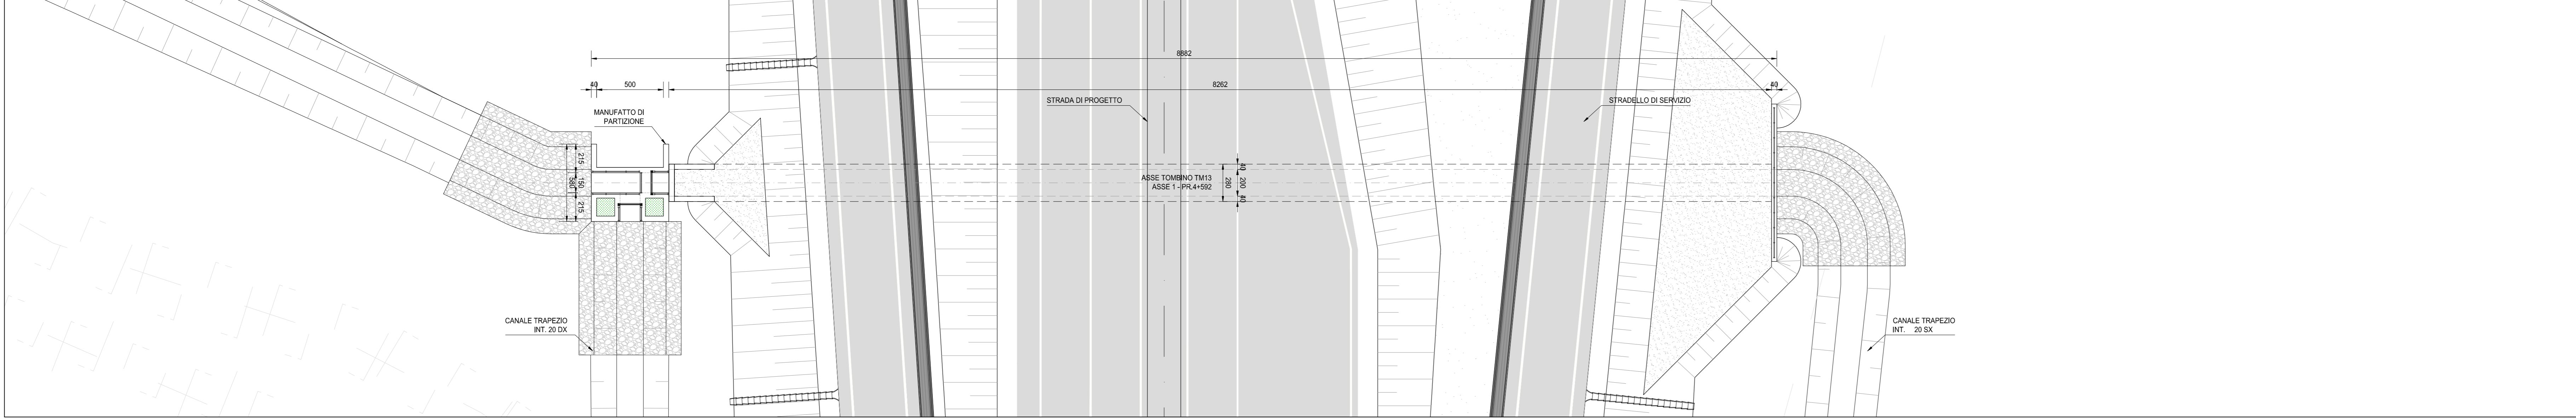 8882
40
500
8262
40
STRADA DI PROGETTO
STRADELLO DI SERVIZIO
MANUFATTO DI
PARTIZIONE
215
580
150
215
ASSE TOMBINO TM13
ASSE 1 - PR.4+592
280
40
200
40
CANALE TRAPEZIO
INT. 20 DX
CANALE TRAPEZIO
INT. 20 SX